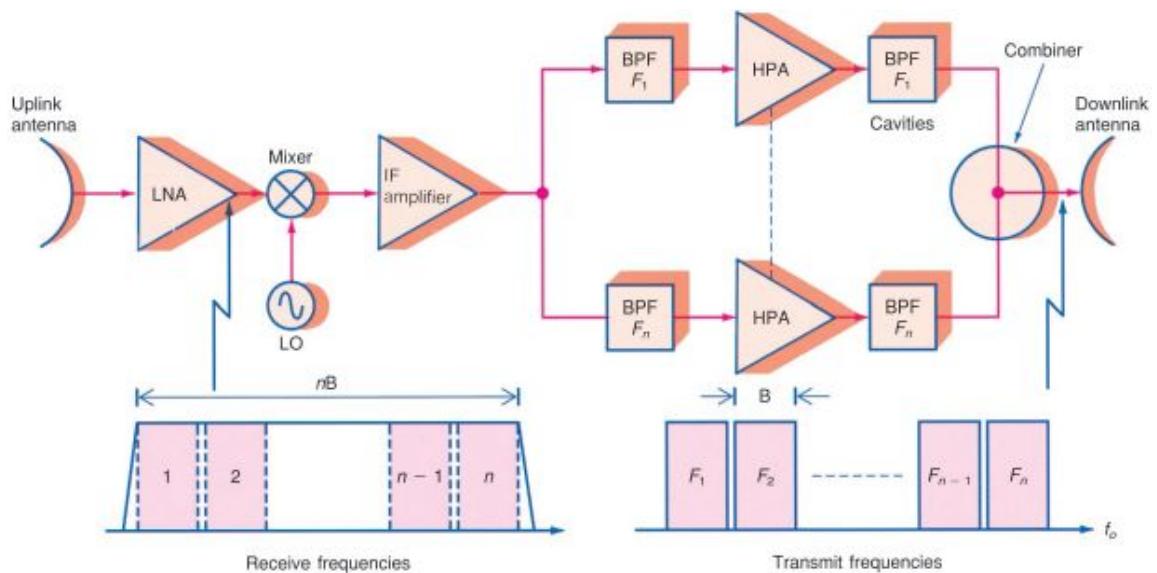 Uplink
antenna
LNA
Mixer
LO
IF
amplifier
BPF
F₁
HPA
BPF
F₁
Cavities
Combiner
Downlink
antenna
BPF
Fₙ
HPA
BPF
Fₙ
nB
1
2
n – 1
n
Receive frequencies
B
F₁
F₂
Fₙ₋₁
Fₙ
fₒ
Transmit frequencies